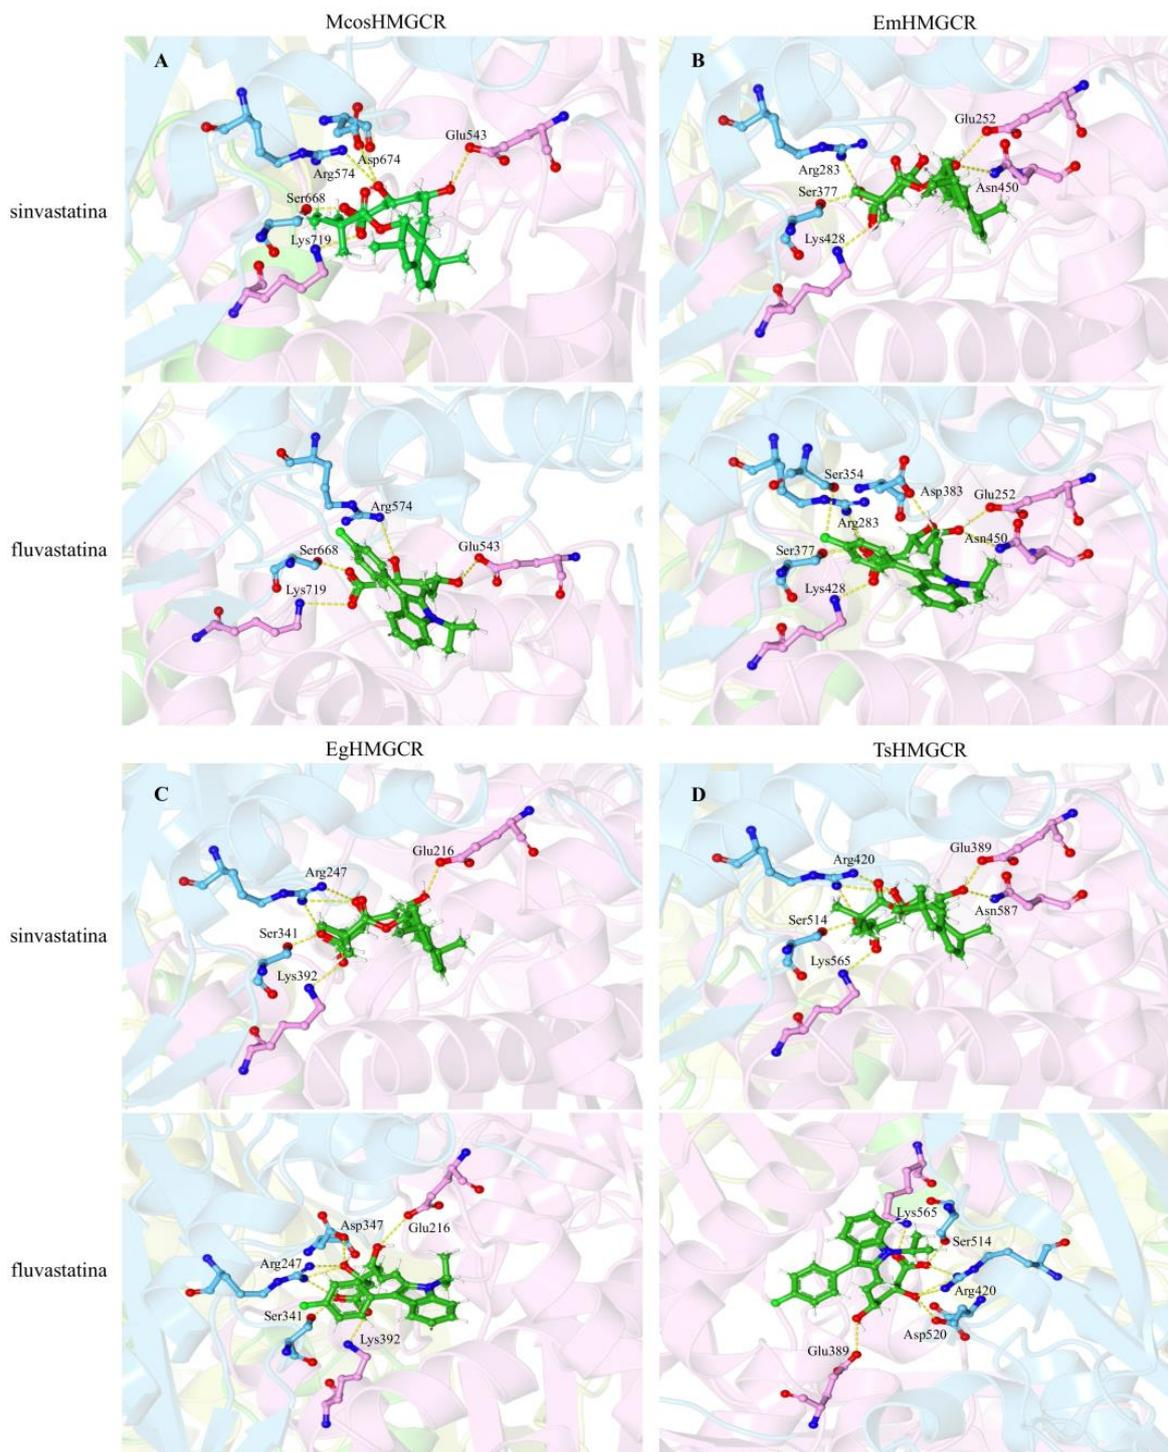 McosHMGCR
EmHMGCR
A
B
sinvastatina
Glu543
Asp674
Arg574
Ser668
Lys719
Glu252
Arg283
Asn450
Ser377
Lys428
fluvastatina
Arg574
Ser668
Glu543
Lys719
Ser354
Asp383
Glu252
Arg283
Asn450
Ser377
Lys428
EgHMGCR
TsHMGCR
C
D
sinvastatina
Glu216
Arg247
Ser341
Lys392
Glu389
Arg420
Asn587
Ser514
Lys565
fluvastatina
Asp347
Glu216
Arg247
Ser341
Lys392
Lys565
Ser514
Arg420
Asp520
Glu389